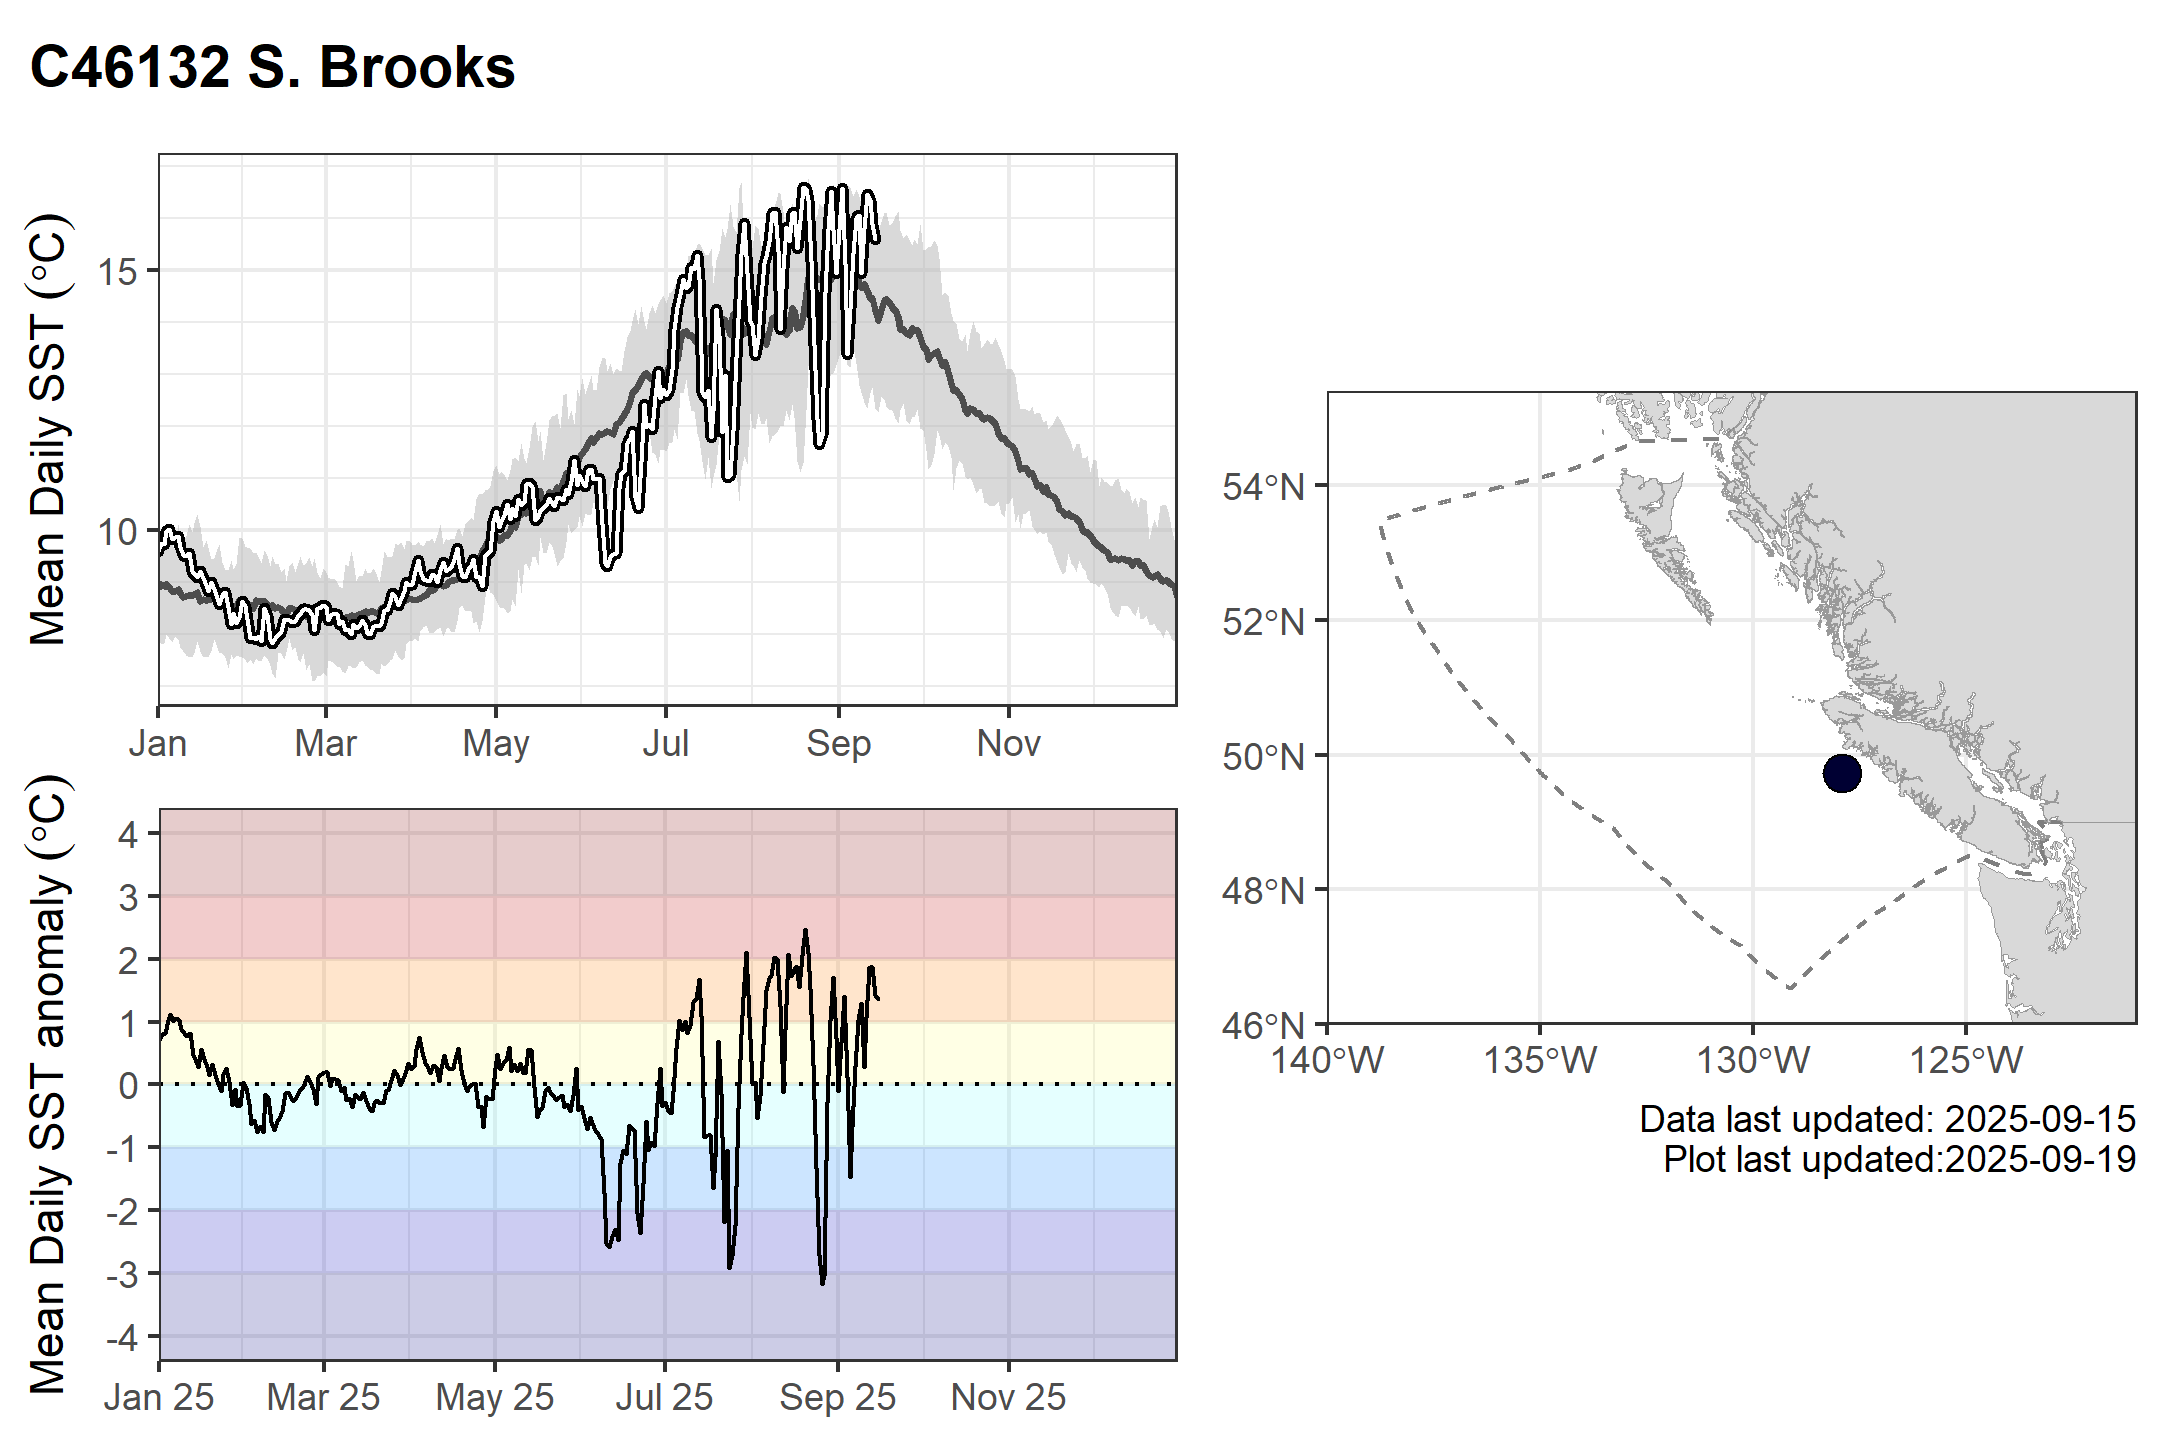 C46132 S. Brooks
Mean Daily SST (°C)
15
10
Jan Mar May Jul Sep Nov
Mean Daily SST anomaly (°C)
4
3
2
1
0
-1
-2
-3
-4
Jan 25 Mar 25 May 25 Jul 25 Sep 25 Nov 25
54°N
52°N
50°N
48°N
46°N
140°W 135°W 130°W 125°W
Data last updated: 2025-09-15
Plot last updated:2025-09-19